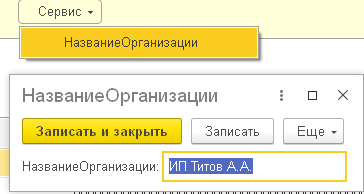 Сервис
НазваниеОрганизации
НазваниеОрганизации
Записать и закрыть Записать Еще
НазваниеОрганизации: ИП Титов А.А.